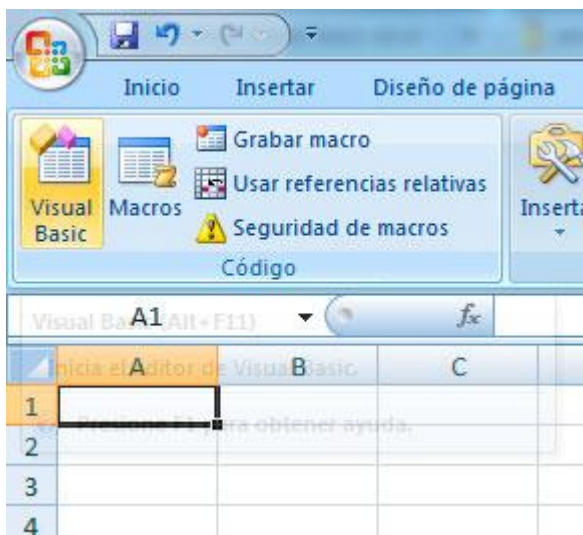 Inicio Insertar Diseño de página
Grabar macro
Usar referencias relativas
Seguridad de macros
Visual Basic
Macros
Inserta
Código
A1 fx
Visual Basic (Alt+F11)
Inicia el editor de Visual Basic.
Presione F1 para obtener ayuda.
A B C
1
2
3
4